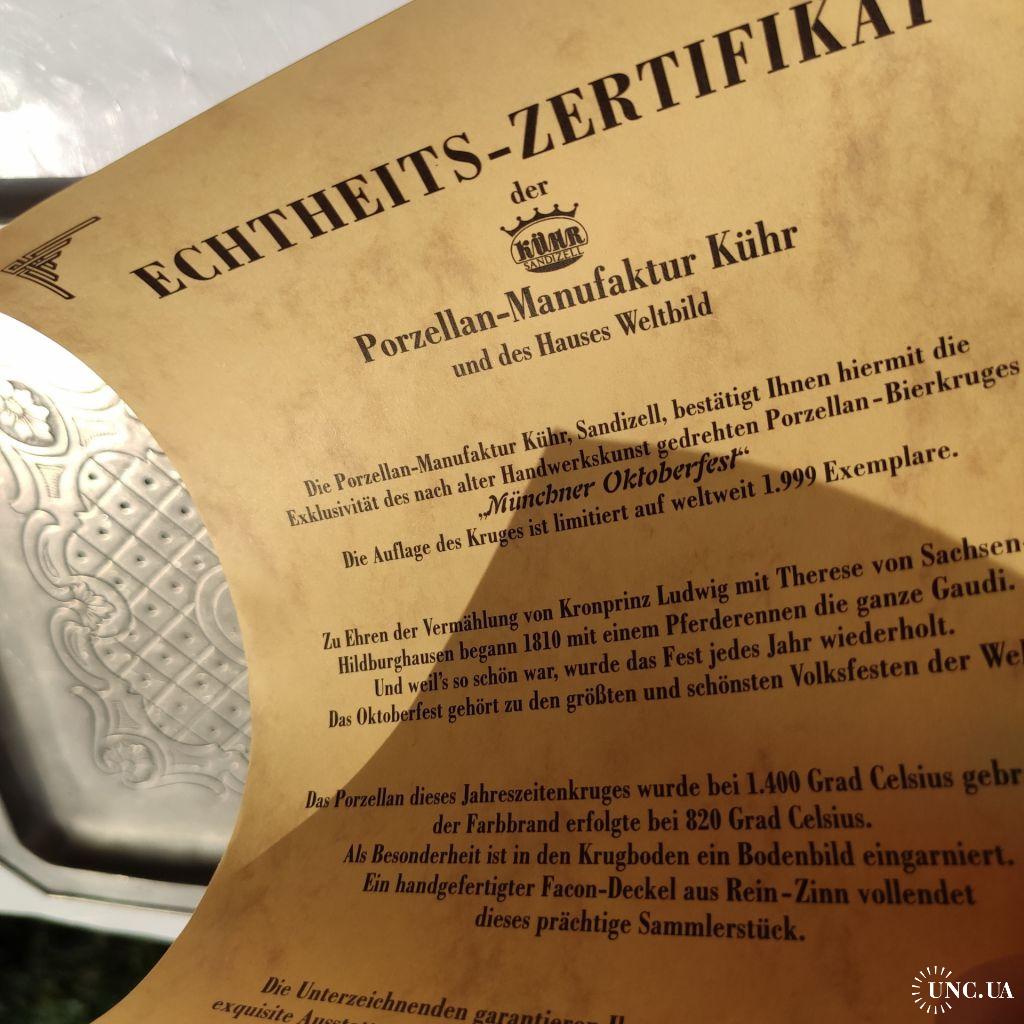 ECHTHEITS-ZERTIFIKAT
der
KÜHR
SANDIZELL
Porzellan-Manufaktur Kühr
und des Hauses Weltbild
Die Porzellan-Manufaktur Kühr, Sandizell, bestätigt Ihnen hiermit die
Exklusivität des nach alter Handwerkskunst gedrehten Porzellan-Bierkruges
„Münchner Oktoberfest“
Die Auflage des Kruges ist limitiert auf weltweit 1.999 Exemplare.
Zu Ehren der Vermählung von Kronprinz Ludwig mit Therese von Sachsen-
Hildburghausen begann 1810 mit einem Pferderennen die ganze Gaudi.
Und weil's so schön war, wurde das Fest jedes Jahr wiederholt.
Das Oktoberfest gehört zu den größten und schönsten Volksfesten der Wel
Das Porzellan dieses Jahreszeitenkruges wurde bei 1.400 Grad Celsius gebr
der Farbbrand erfolgte bei 820 Grad Celsius.
Als Besonderheit ist in den Krugboden ein Bodenbild eingarniert.
Ein handgefertigter Facon-Deckel aus Rein-Zinn vollendet
dieses prächtige Sammlerstück.
Die Unterzeichnenden garantieren
exquisite
UNC.UA